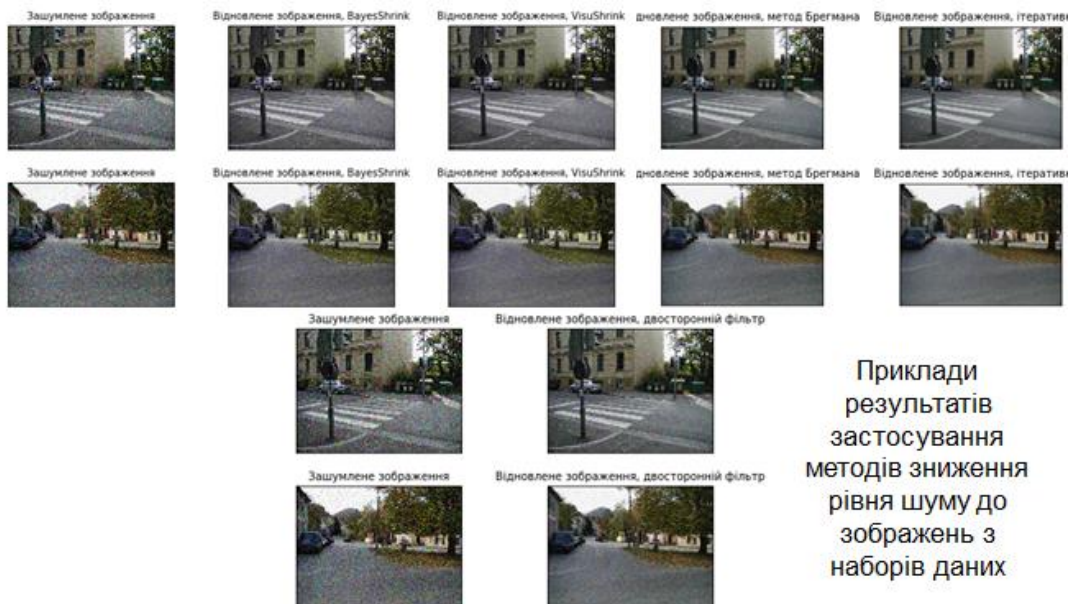 Зашумлене зображення
Відновлене зображення, BayesShrink
Відновлене зображення, VisuShrink
дновлене зображення, метод Брегмана
Відновлене зображення, ітератив
Зашумлене зображення
Відновлене зображення, BayesShrink
Відновлене зображення, VisuShrink
дновлене зображення, метод Брегмана
Відновлене зображення, ітератив
Зашумлене зображення
Відновлене зображення, двосторонній фільтр
Зашумлене зображення
Відновлене зображення, двосторонній фільтр
Приклади
результатів
застосування
методів зниження
рівня шуму до
зображень з
наборів даних